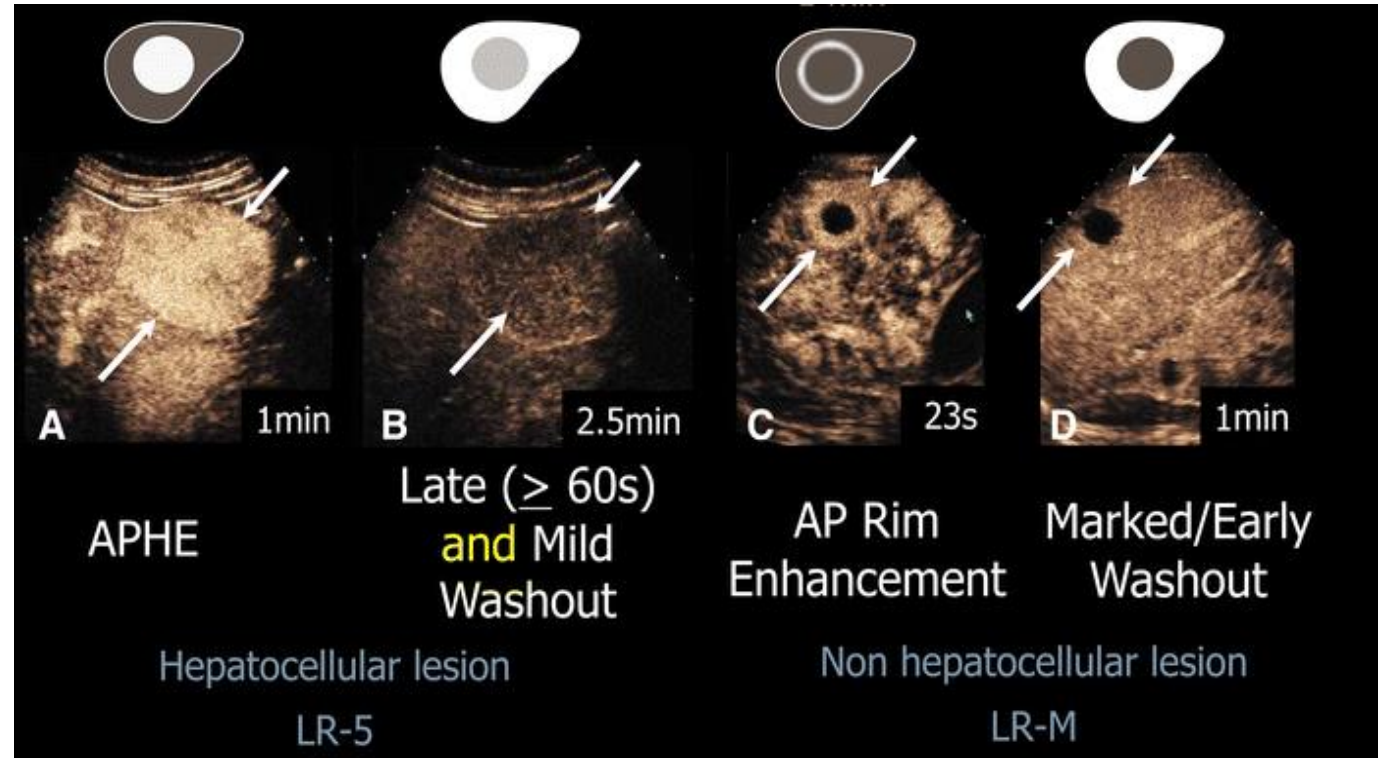 A
1min
B
2.5min
C
23s
D
1min
APHE
Late (≥ 60s)
and Mild
Washout
AP Rim
Enhancement
Marked/Early
Washout
Hepatocellular lesion
LR-5
Non hepatocellular lesion
LR-M